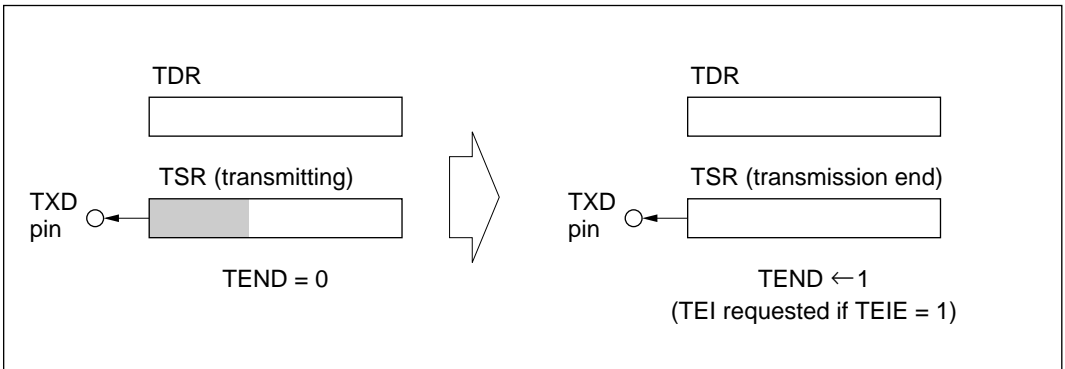 TDR
TSR (transmitting)
TXD
pin
TEND = 0
TDR
TSR (transmission end)
TXD
pin
TEND ←1
(TEI requested if TEIE = 1)